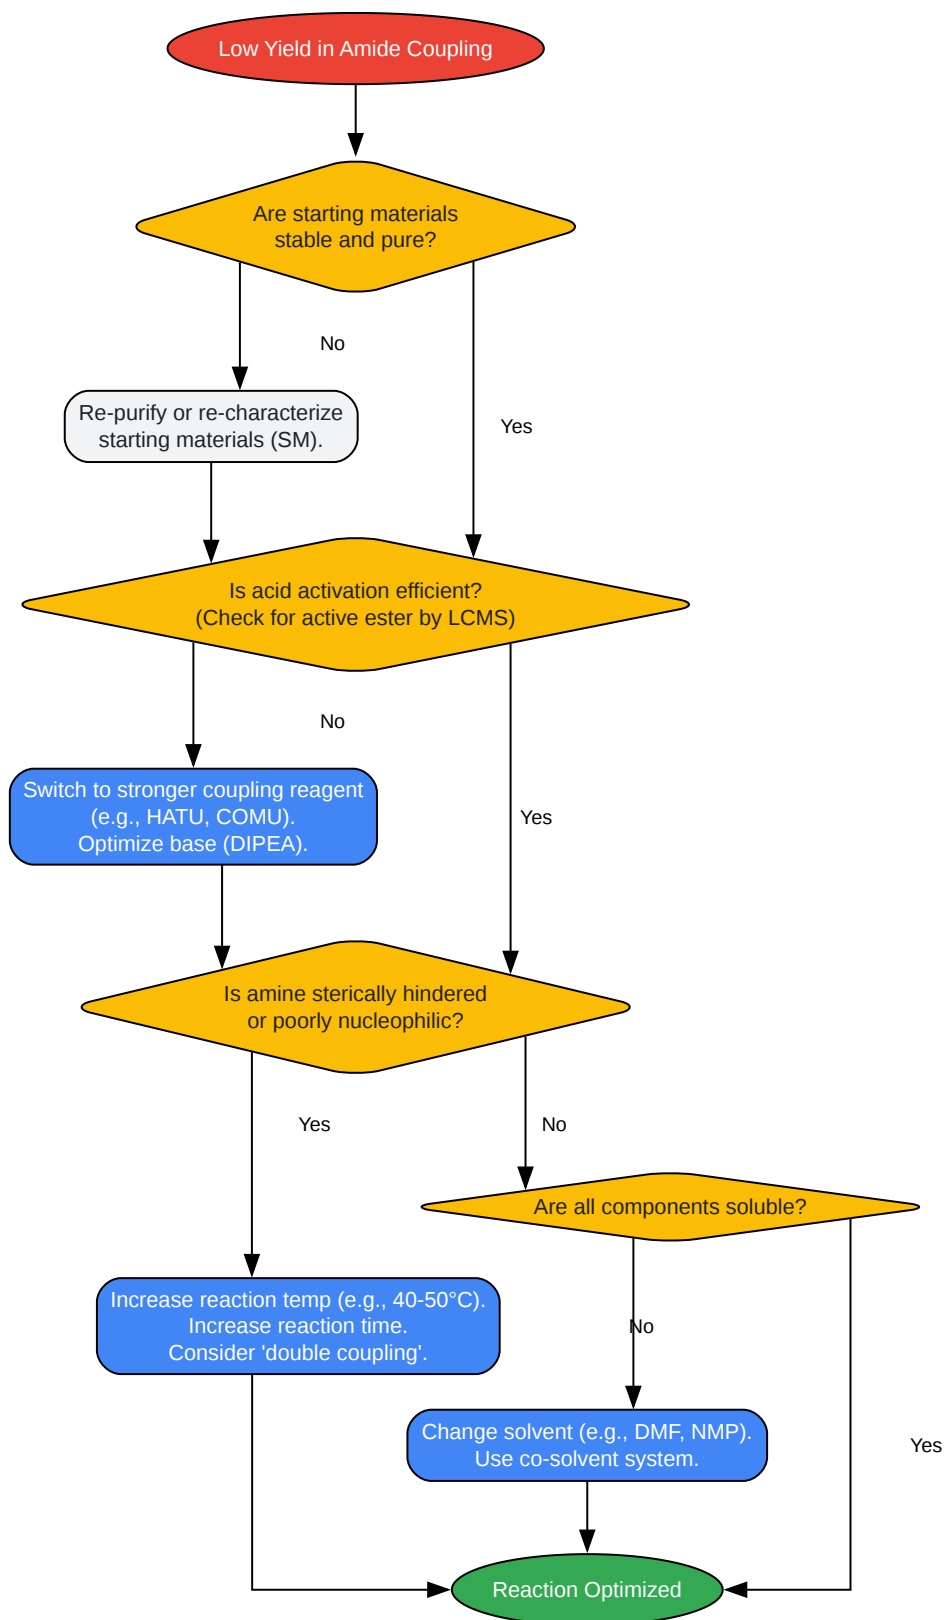 Low Yield in Amide Coupling
Are starting materials
stable and pure?
No
Re-purify or re-characterize
starting materials (SM).
Yes
Is acid activation efficient?
(Check for active ester by LCMS)
No
Switch to stronger coupling reagent
(e.g., HATU, COMU).
Optimize base (DIPEA).
Yes
Is amine sterically hindered
or poorly nucleophilic?
Yes
No
Are all components soluble?
Increase reaction temp (e.g., 40-50°C).
Increase reaction time.
Consider 'double coupling'.
No
Change solvent (e.g., DMF, NMP).
Use co-solvent system.
Yes
Reaction Optimized